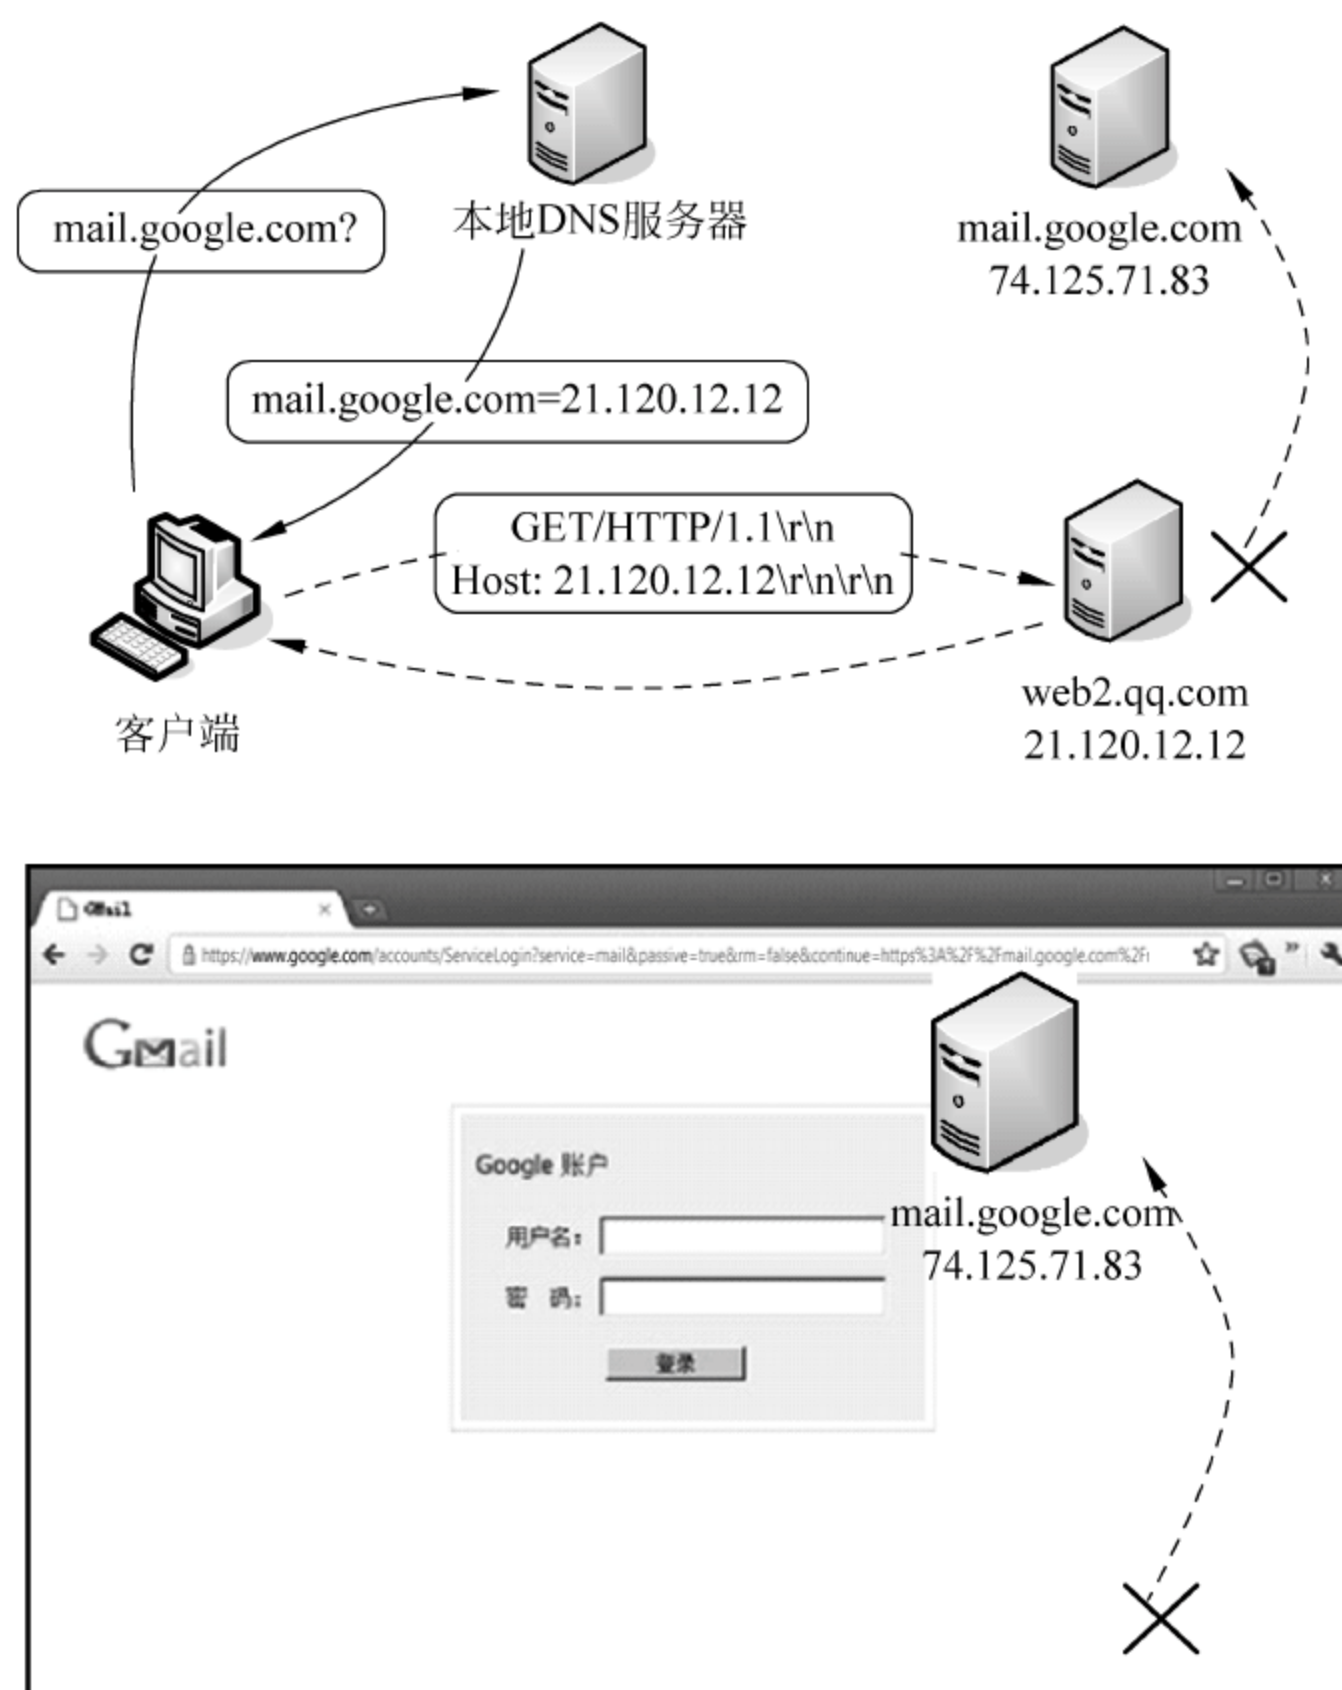 mail.google.com?
本地DNS服务器
mail.google.com
74.125.71.83
mail.google.com=21.120.12.12
GET/HTTP/1.1\r\n
Host: 21.120.12.12\r\n\r\n
客户端
web2.qq.com
21.120.12.12
GMail
https://www.google.com/accounts/ServiceLogin?service=mail&passive=true&rm=false&continue=https%3A%2F%2Fmail.google.com%2F
GMail
Google 账户
用户名：
密 码：
登录
mail.google.com
74.125.71.83